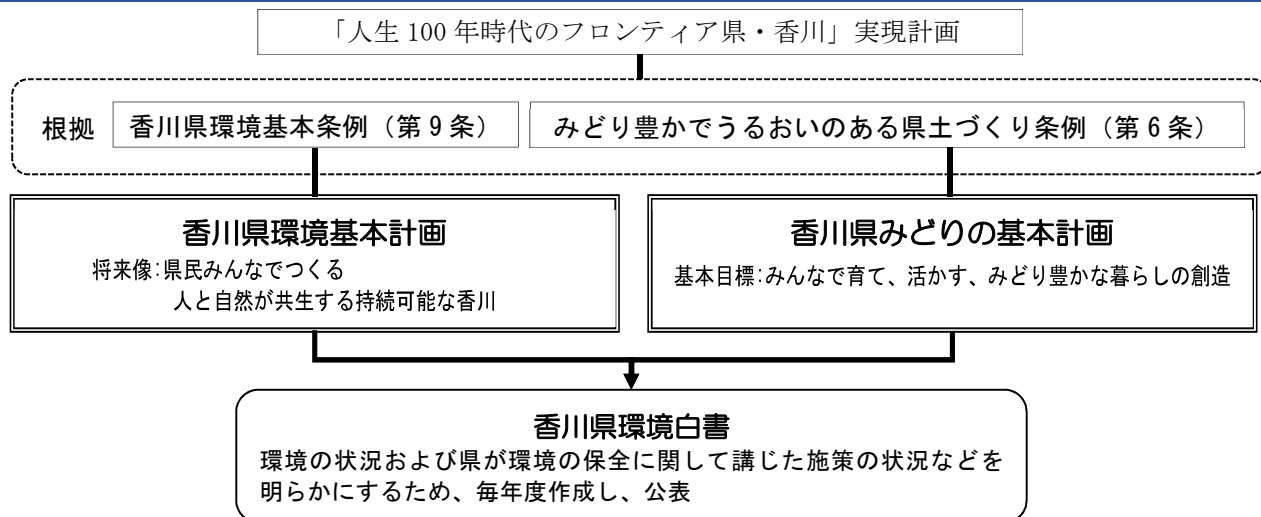 「人生 100 年時代のフロンティア県・香川」実現計画
根拠
香川県環境基本条例（第 9 条）
みどり豊かでうるおいのある県土づくり条例（第 6 条）
香川県環境基本計画
将来像:県民みんなでつくる
人と自然が共生する持続可能な香川
香川県みどりの基本計画
基本目標:みんなで育て、活かす、みどり豊かな暮らしの創造
香川県環境白書
環境の状況および県が環境の保全に関して講じた施策の状況などを
明らかにするため、毎年度作成し、公表